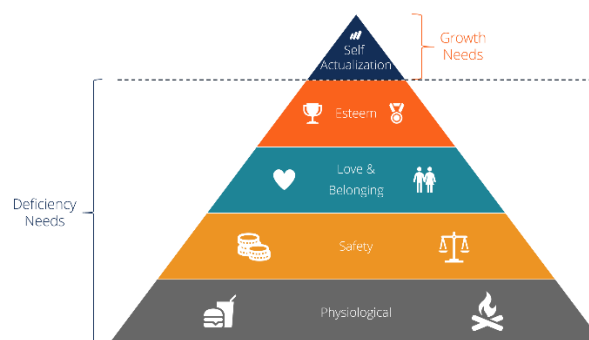 Self
Actualization
Growth
Needs
Esteem
Love &
Belonging
Deficiency
Needs
Safety
Physiological